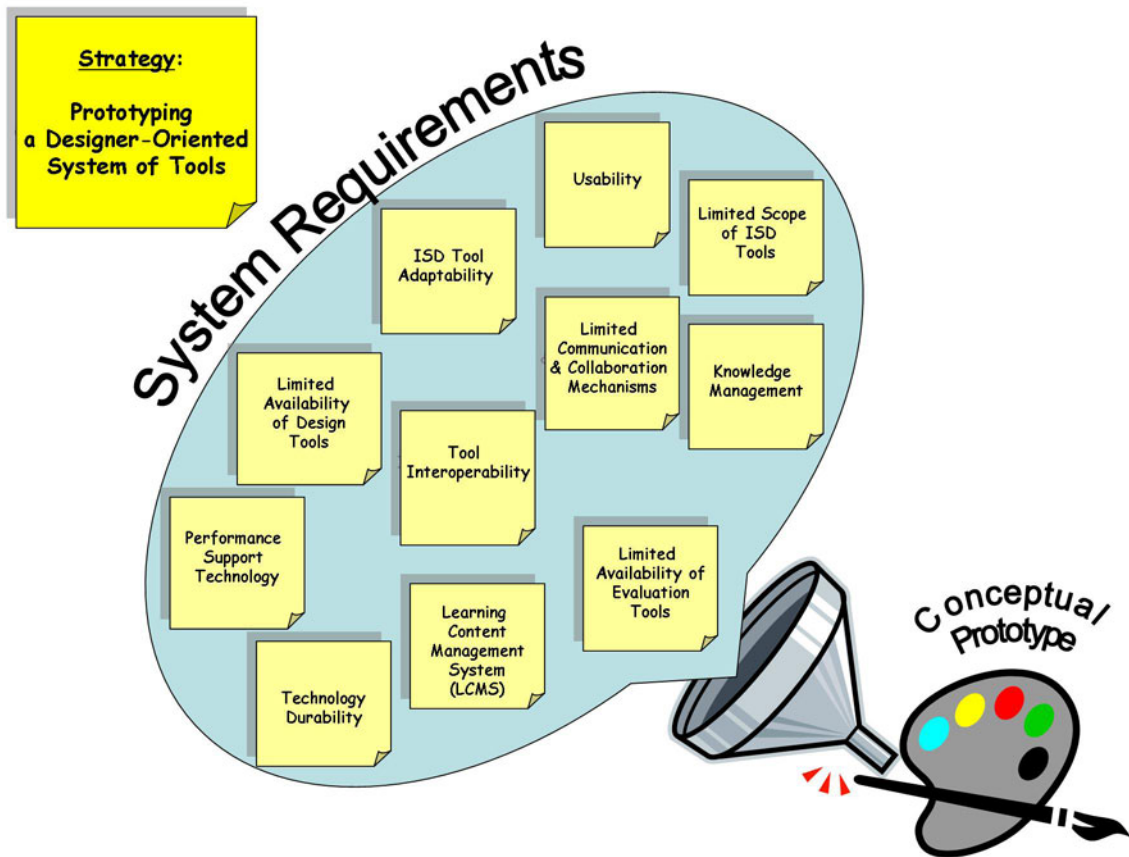 Strategy:
Prototyping
a Designer-Oriented
System of Tools
System Requirements
Usability
Limited Scope
of ISD
Tools
ISD Tool
Adaptability
Limited
Communication
& Collaboration
Mechanisms
Knowledge
Management
Limited
Availability
of Design
Tools
Tool
Interoperability
Performance
Support
Technology
Limited
Availability of
Evaluation
Tools
Learning
Content
Management
System
(LCMS)
Technology
Durability
Conceptual
Prototype